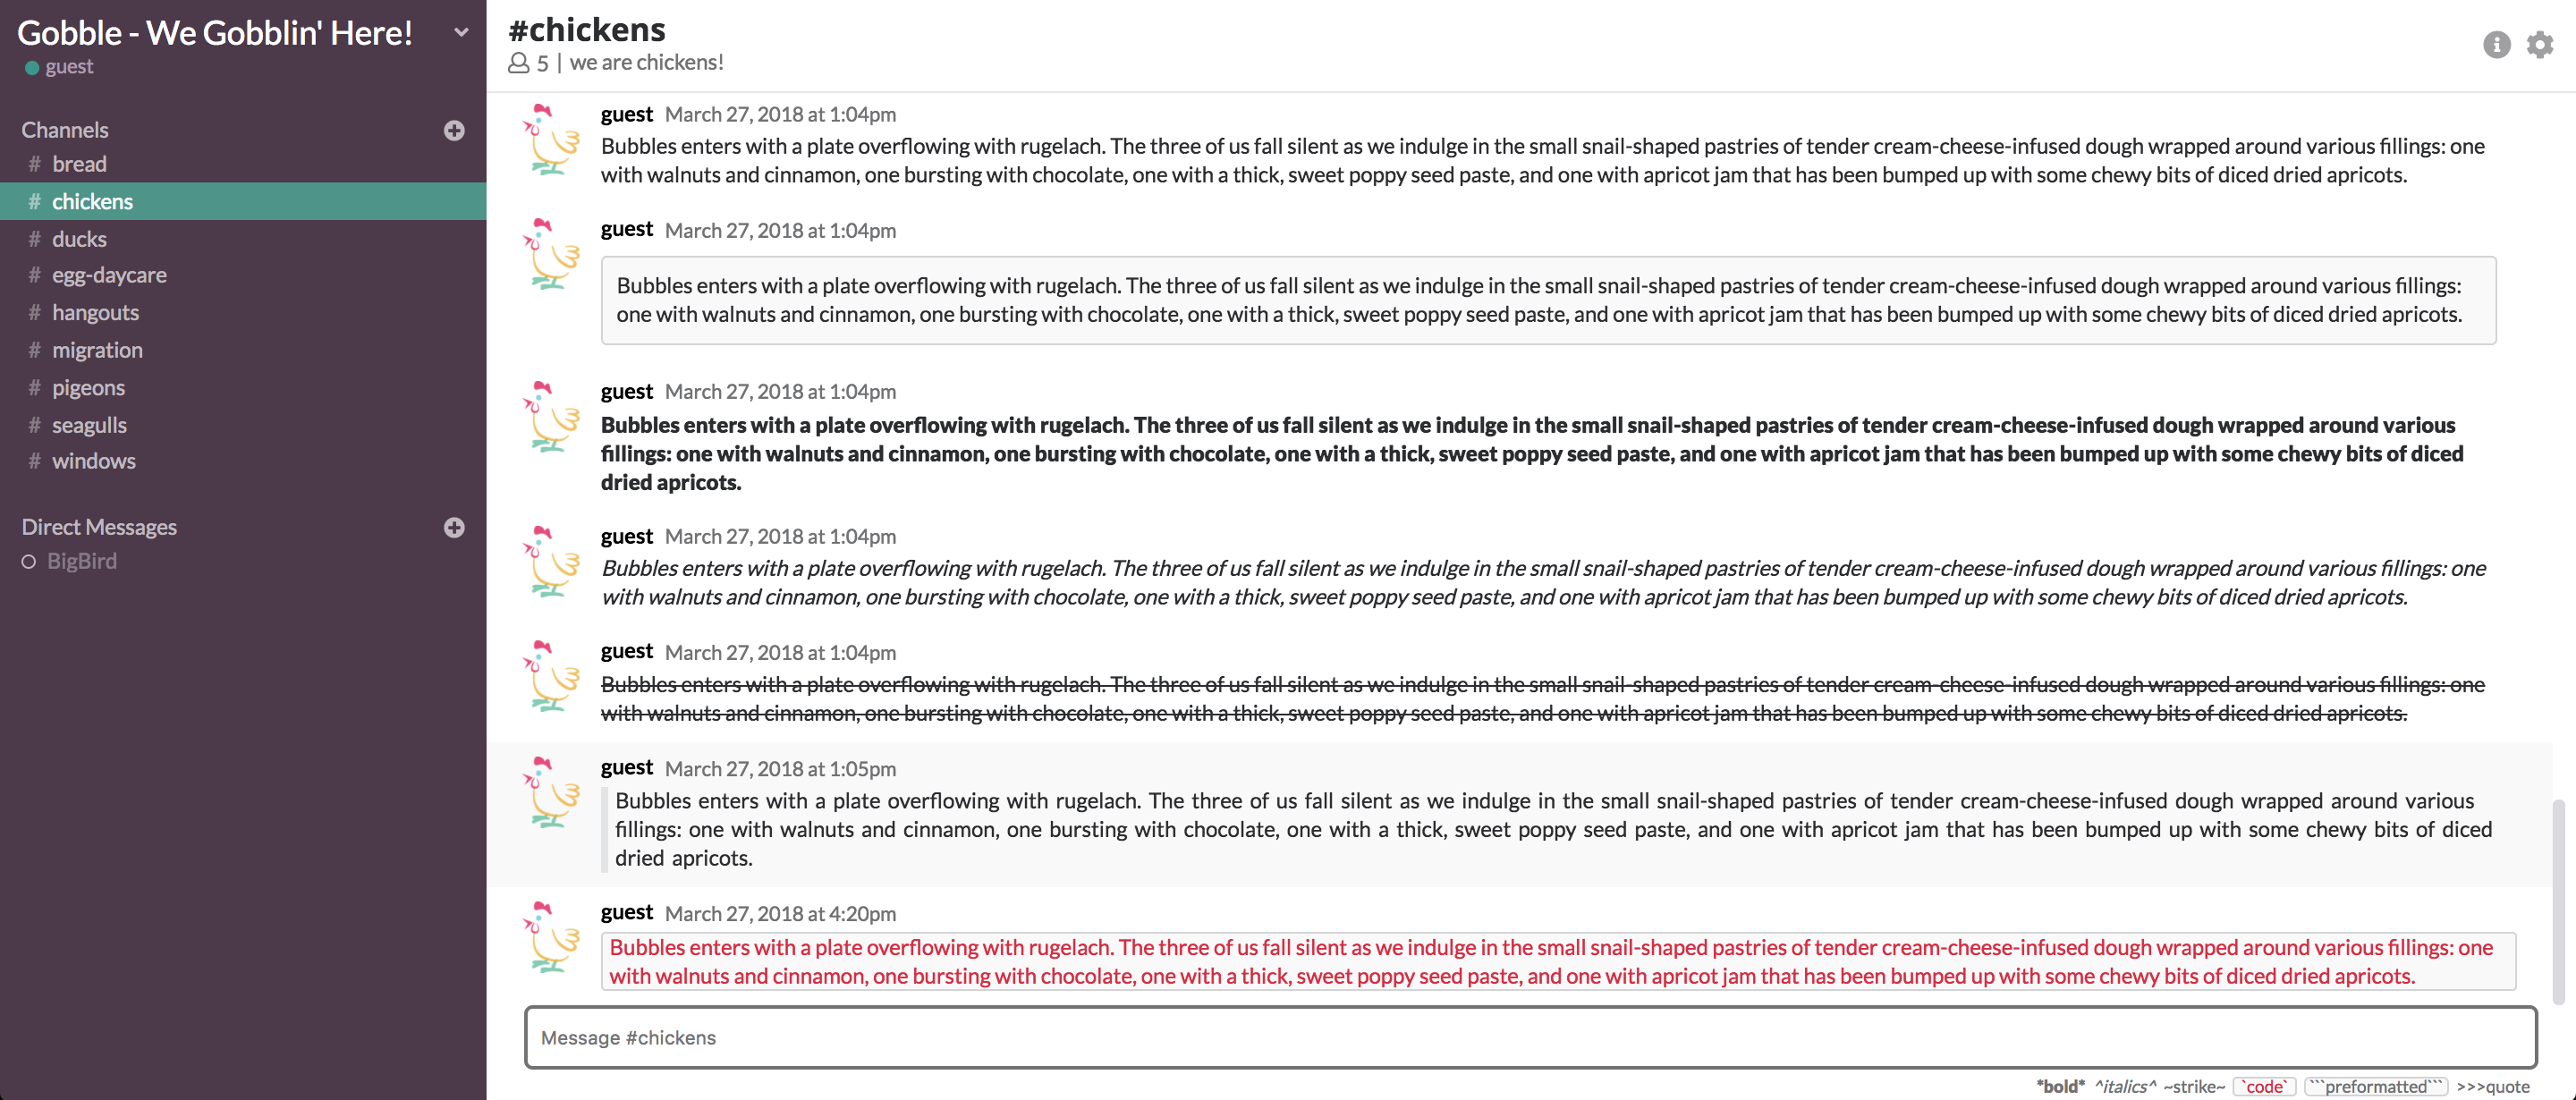 Gobble - We Gobblin' Here!
guest
Channels
# bread
# chickens
# ducks
# egg-daycare
# hangouts
# migration
# pigeons
# seagulls
# windows
Direct Messages
BigBird
#chickens
5 | we are chickens!
guest March 27, 2018 at 1:04pm
Bubbles enters with a plate overflowing with rugelach. The three of us fall silent as we indulge in the small snail-shaped pastries of tender cream-cheese-infused dough wrapped around various fillings: one
with walnuts and cinnamon, one bursting with chocolate, one with a thick, sweet poppy seed paste, and one with apricot jam that has been bumped up with some chewy bits of diced dried apricots.
guest March 27, 2018 at 1:04pm
Bubbles enters with a plate overflowing with rugelach. The three of us fall silent as we indulge in the small snail-shaped pastries of tender cream-cheese-infused dough wrapped around various fillings:
one with walnuts and cinnamon, one bursting with chocolate, one with a thick, sweet poppy seed paste, and one with apricot jam that has been bumped up with some chewy bits of diced dried apricots.
guest March 27, 2018 at 1:04pm
Bubbles enters with a plate overflowing with rugelach. The three of us fall silent as we indulge in the small snail-shaped pastries of tender cream-cheese-infused dough wrapped around various
fillings: one with walnuts and cinnamon, one bursting with chocolate, one with a thick, sweet poppy seed paste, and one with apricot jam that has been bumped up with some chewy bits of diced
dried apricots.
guest March 27, 2018 at 1:04pm
Bubbles enters with a plate overflowing with rugelach. The three of us fall silent as we indulge in the small snail-shaped pastries of tender cream-cheese-infused dough wrapped around various fillings: one
with walnuts and cinnamon, one bursting with chocolate, one with a thick, sweet poppy seed paste, and one with apricot jam that has been bumped up with some chewy bits of diced dried apricots.
guest March 27, 2018 at 1:04pm
Bubbles enters with a plate overflowing with rugelach. The three of us fall silent as we indulge in the small snail-shaped pastries of tender cream-cheese-infused dough wrapped around various fillings: one
with walnuts and cinnamon, one bursting with chocolate, one with a thick, sweet poppy seed paste, and one with apricot jam that has been bumped up with some chewy bits of diced dried apricots.
guest March 27, 2018 at 1:05pm
Bubbles enters with a plate overflowing with rugelach. The three of us fall silent as we indulge in the small snail-shaped pastries of tender cream-cheese-infused dough wrapped around various
fillings: one with walnuts and cinnamon, one bursting with chocolate, one with a thick, sweet poppy seed paste, and one with apricot jam that has been bumped up with some chewy bits of diced
dried apricots.
guest March 27, 2018 at 4:20pm
Bubbles enters with a plate overflowing with rugelach. The three of us fall silent as we indulge in the small snail-shaped pastries of tender cream-cheese-infused dough wrapped around various fillings: one
with walnuts and cinnamon, one bursting with chocolate, one with a thick, sweet poppy seed paste, and one with apricot jam that has been bumped up with some chewy bits of diced dried apricots.
Message #chickens
*bold* ^italics^ ~strike~ `code` ```preformatted``` >>>quote